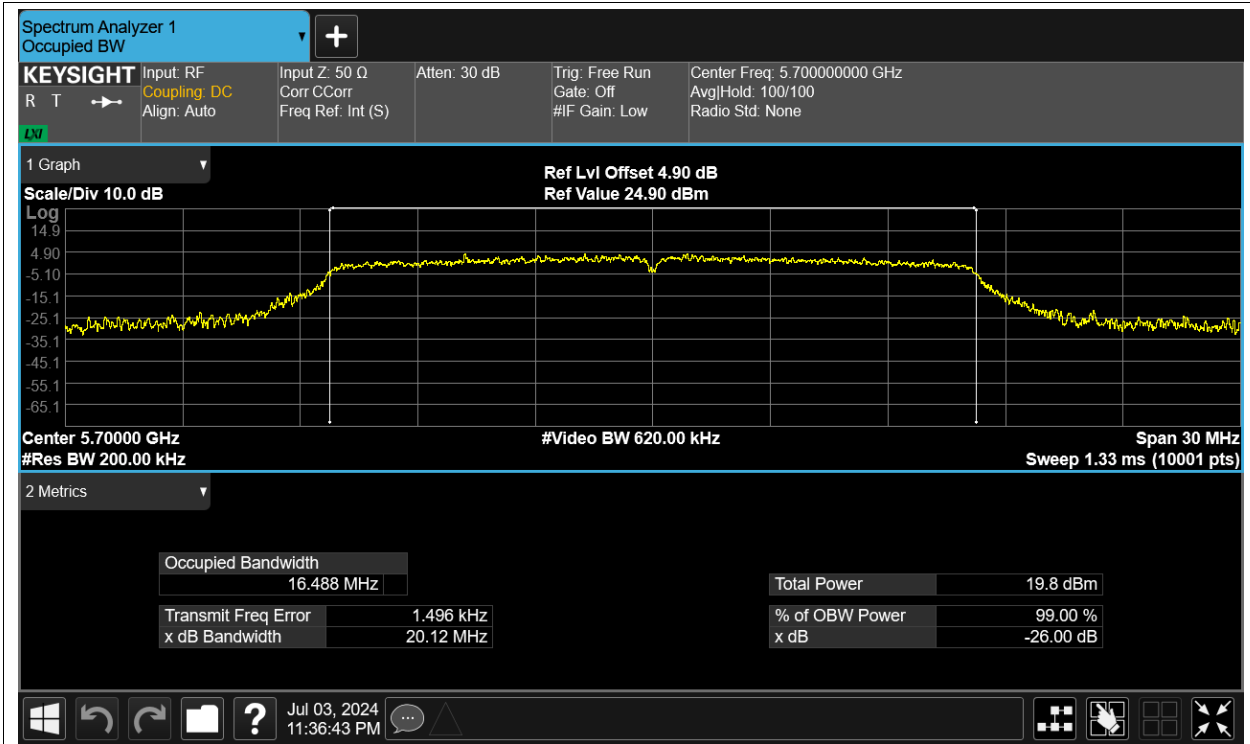 Spectrum Analyzer 1
Occupied BW
KEYSIGHT
R T
LXI
Input: RF
Coupling: DC
Align: Auto
Input Z: 50 Ω
Corr CCorr
Freq Ref: Int (S)
Atten: 30 dB
Trig: Free Run
Gate: Off
#IF Gain: Low
Center Freq: 5.700000000 GHz
Avg|Hold: 100/100
Radio Std: None
1 Graph
Ref Lvl Offset 4.90 dB
Scale/Div 10.0 dB
Ref Value 24.90 dBm
Log
14.9
4.90
-5.10
-15.1
-25.1
-35.1
-45.1
-55.1
-65.1
Center 5.70000 GHz
#Video BW 620.00 kHz
Span 30 MHz
#Res BW 200.00 kHz
Sweep 1.33 ms (10001 pts)
2 Metrics
Occupied Bandwidth
16.488 MHz
Total Power 19.8 dBm
Transmit Freq Error 1.496 kHz
% of OBW Power 99.00 %
x dB Bandwidth 20.12 MHz
x dB -26.00 dB
?
Jul 03, 2024
11:36:43 PM